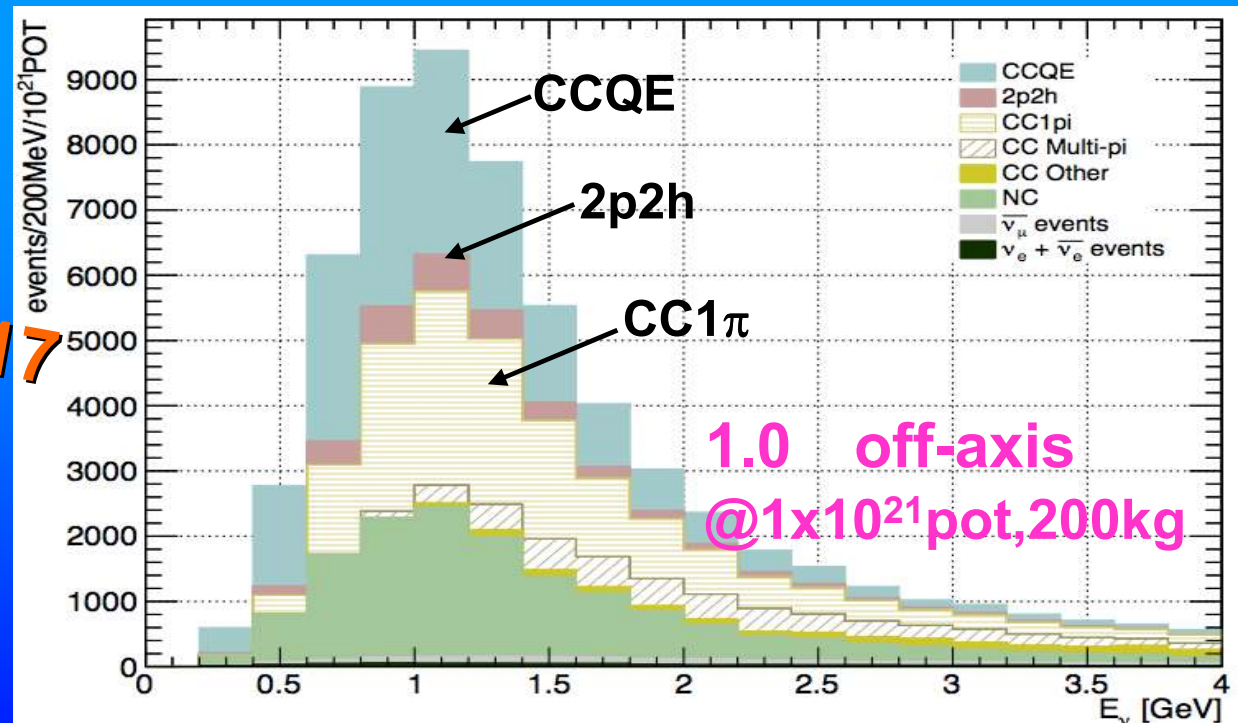 events/200MeV/10²¹POT
9000
8000
7000
6000
5000
4000
3000
2000
1000
0
CCQE
2p2h
CC1π
CCQE
2p2h
CC1pi
CC Multi-pi
CC Other
NC
ν̅μ events
νe + ν̅e events
7
1.0 off-axis
@1x10²¹pot,200kg
0 0.5 1 1.5 2 2.5 3 3.5 4
Eν [GeV]